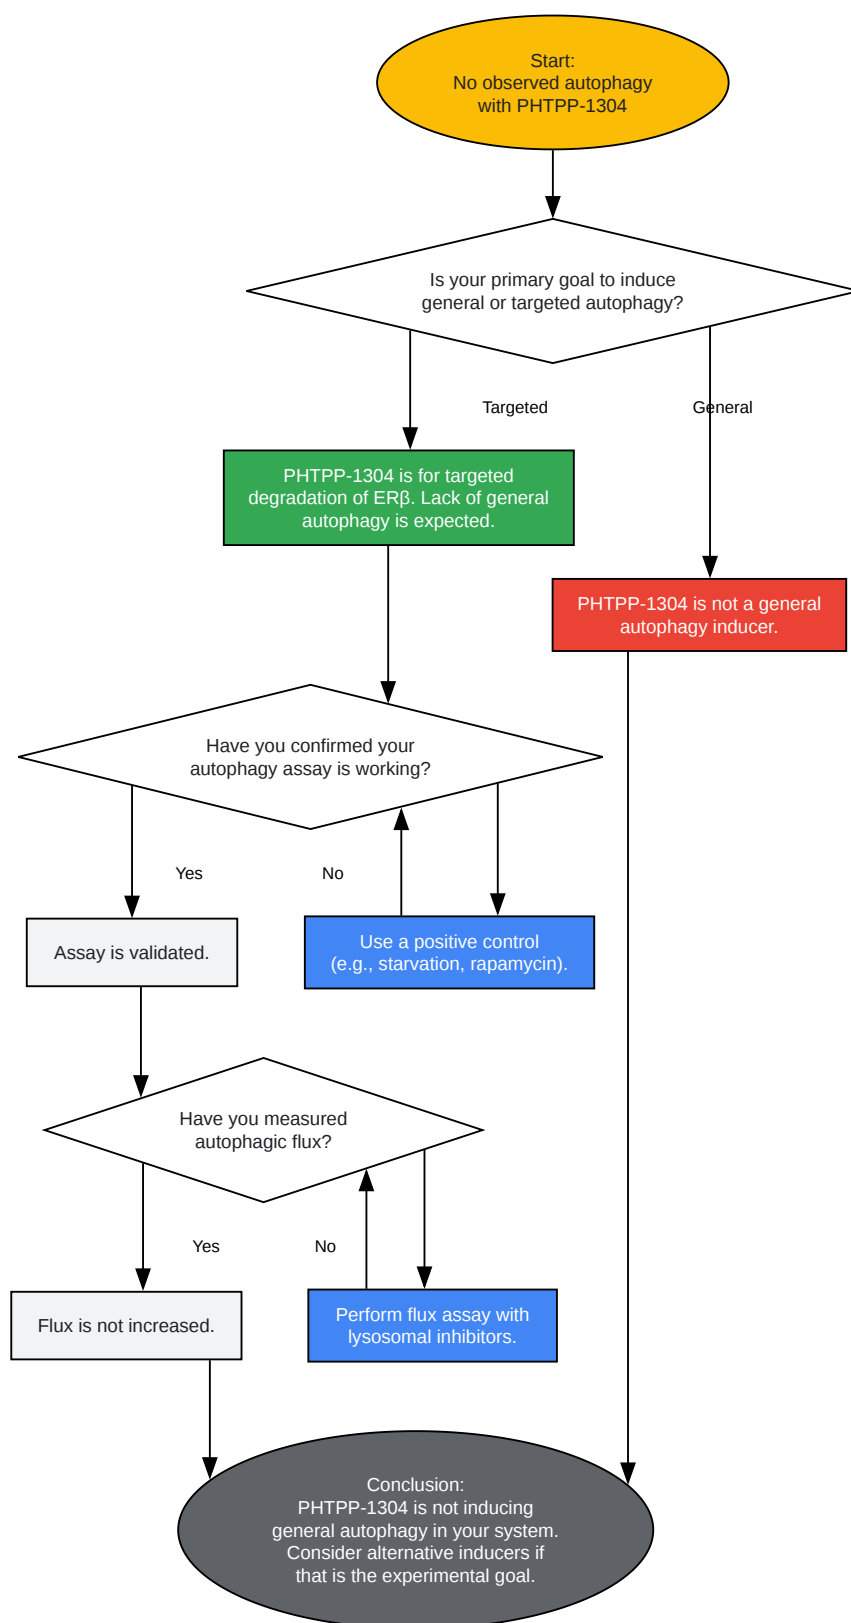 Start:
No observed autophagy
with PHTPP-1304
Is your primary goal to induce
general or targeted autophagy?
Targeted
General
PHTPP-1304 is for targeted
degradation of ERβ. Lack of general
autophagy is expected.
PHTPP-1304 is not a general
autophagy inducer.
Have you confirmed your
autophagy assay is working?
Yes
No
Assay is validated.
Use a positive control
(e.g., starvation, rapamycin).
Have you measured
autophagic flux?
Yes
No
Flux is not increased.
Perform flux assay with
lysosomal inhibitors.
Conclusion:
PHTPP-1304 is not inducing
general autophagy in your system.
Consider alternative inducers if
that is the experimental goal.